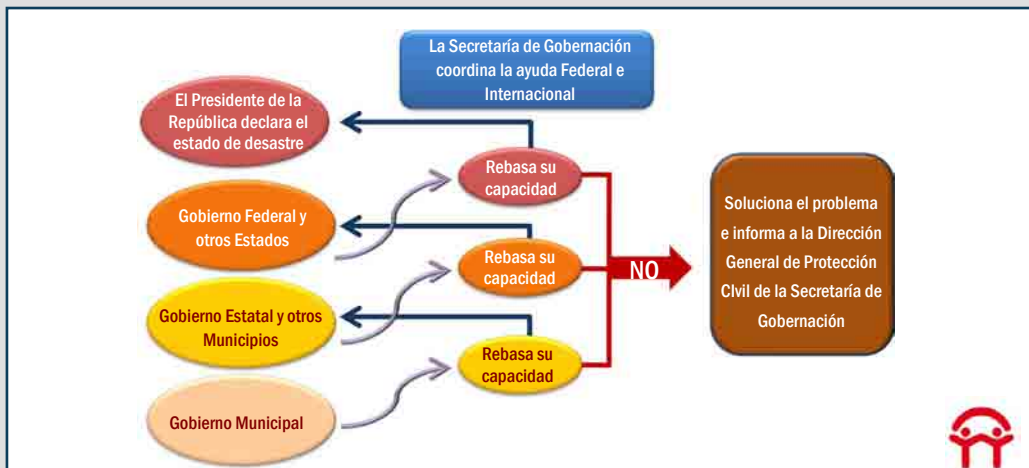 La Secretaría de Gobernación
coordina la ayuda Federal e
Internacional
El Presidente de la
República declara el
estado de desastre
Rebasa su
capacidad
Gobierno Federal y
otros Estados
Rebasa su
capacidad
Gobierno Estatal y otros
Municipios
Rebasa su
capacidad
Gobierno Municipal
NO
Soluciona el problema
e informa a la Dirección
General de Protección
CIvil de la Secretaría de
Gobernación